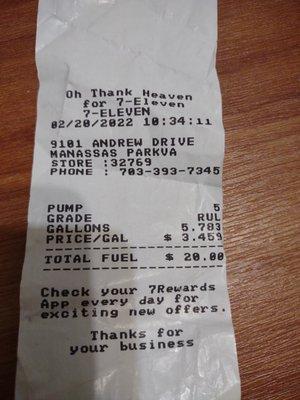 Oh Thank Heaven
for 7-Eleven
7-ELEVEN
02/20/2022 10:34:11
9101 ANDREW DRIVE
MANASSAS PARKVA
STORE :32769
PHONE : 703-393-7345
PUMP 5
GRADE RUL
GALLONS 5.783
PRICE/GAL $ 3.459
TOTAL FUEL $ 20.00
Check your 7Rewards
App every day for
exciting new offers.
Thanks for
your business